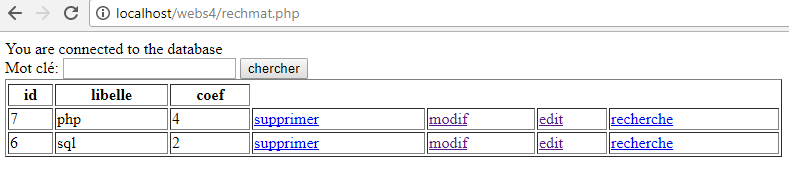 localhost/webs4/rechmat.php
You are connected to the database
Mot clé: chercher
id libelle coef
7 php 4 supprimer modif edit recherche
6 sql 2 supprimer modif edit recherche